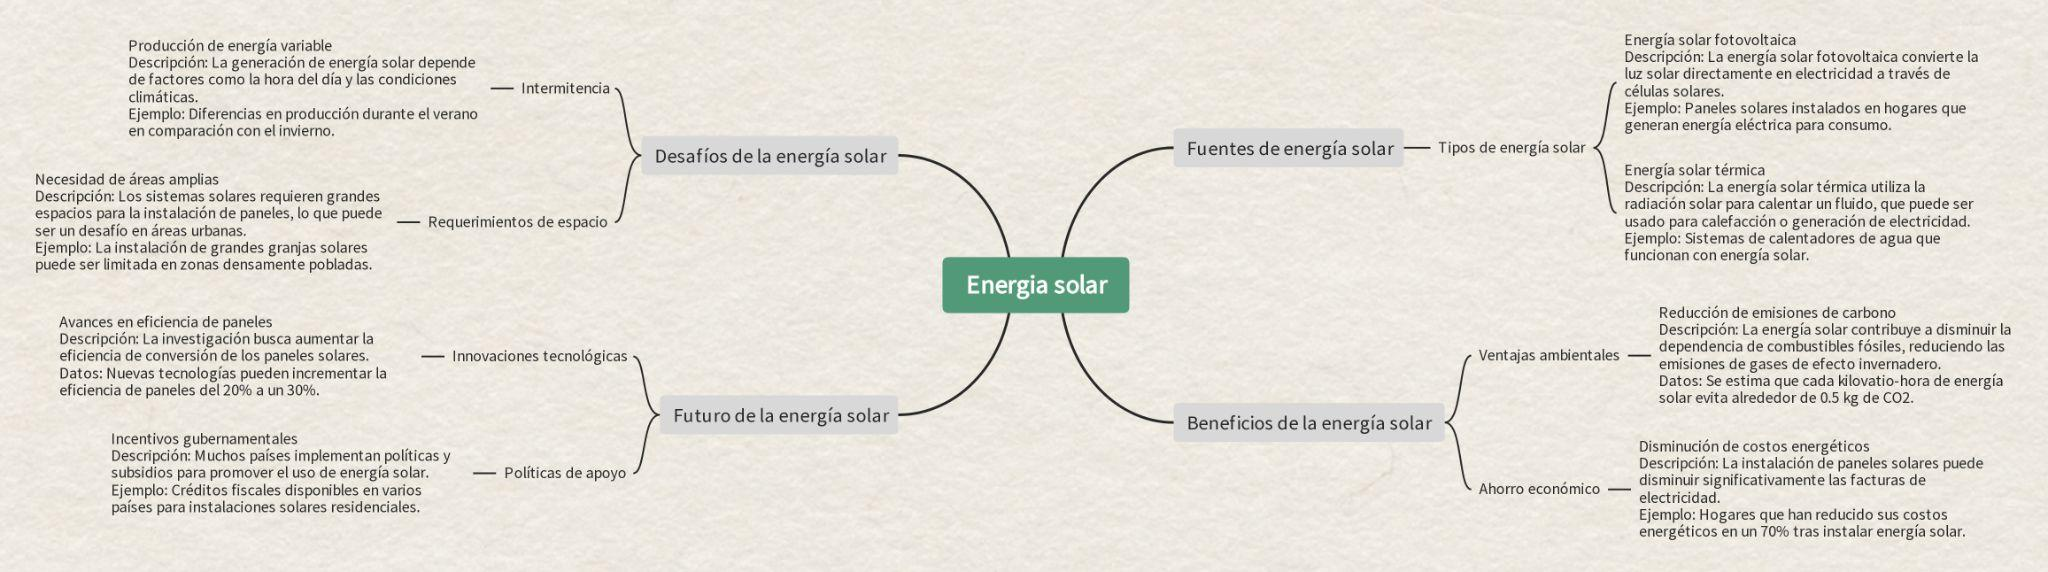 Energia solar
Fuentes de energía solar
Tipos de energía solar
Energía solar fotovoltaica
Descripción: La energía solar fotovoltaica convierte la
luz solar directamente en electricidad a través de
células solares.
Ejemplo: Paneles solares instalados en hogares que
generan energía eléctrica para consumo.
Energía solar térmica
Descripción: La energía solar térmica utiliza la
radiación solar para calentar un fluido, que puede ser
usado para calefacción o generación de electricidad.
Ejemplo: Sistemas de calentadores de agua que
funcionan con energía solar.
Beneficios de la energía solar
Ventajas ambientales
Reducción de emisiones de carbono
Descripción: La energía solar contribuye a disminuir la
dependencia de combustibles fósiles, reduciendo las
emisiones de gases de efecto invernadero.
Datos: Se estima que cada kilovatio-hora de energía
solar evita alrededor de 0.5 kg de CO2.
Ahorro económico
Disminución de costos energéticos
Descripción: La instalación de paneles solares puede
disminuir significativamente las facturas de
electricidad.
Ejemplo: Hogares que han reducido sus costos
energéticos en un 70% tras instalar energía solar.
Desafíos de la energía solar
Intermitencia
Producción de energía variable
Descripción: La generación de energía solar depende
de factores como la hora del día y las condiciones
climáticas.
Ejemplo: Diferencias en producción durante el verano
en comparación con el invierno.
Requerimientos de espacio
Necesidad de áreas amplias
Descripción: Los sistemas solares requieren grandes
espacios para la instalación de paneles, lo que puede
ser un desafío en áreas urbanas.
Ejemplo: La instalación de grandes granjas solares
puede ser limitada en zonas densamente pobladas.
Futuro de la energía solar
Innovaciones tecnológicas
Avances en eficiencia de paneles
Descripción: La investigación busca aumentar la
eficiencia de conversión de los paneles solares.
Datos: Nuevas tecnologías pueden incrementar la
eficiencia de paneles del 20% a un 30%.
Políticas de apoyo
Incentivos gubernamentales
Descripción: Muchos países implementan políticas y
subsidios para promover el uso de energía solar.
Ejemplo: Créditos fiscales disponibles en varios
países para instalaciones solares residenciales.